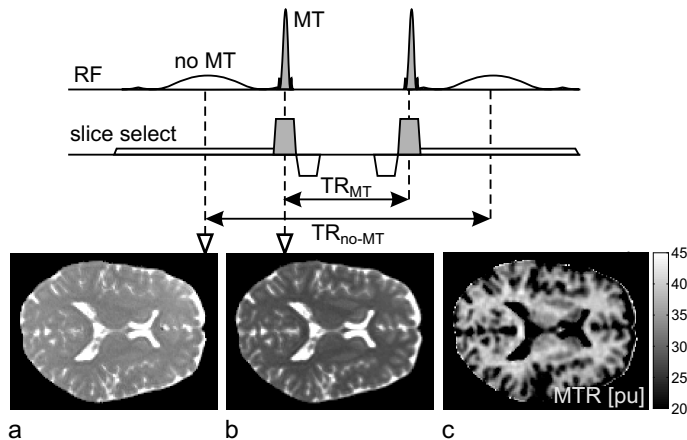 MT
no MT
RF
slice select
TR_MT
TR_no-MT
45
40
35
30
25
20
MTR [pu]
a
b
c